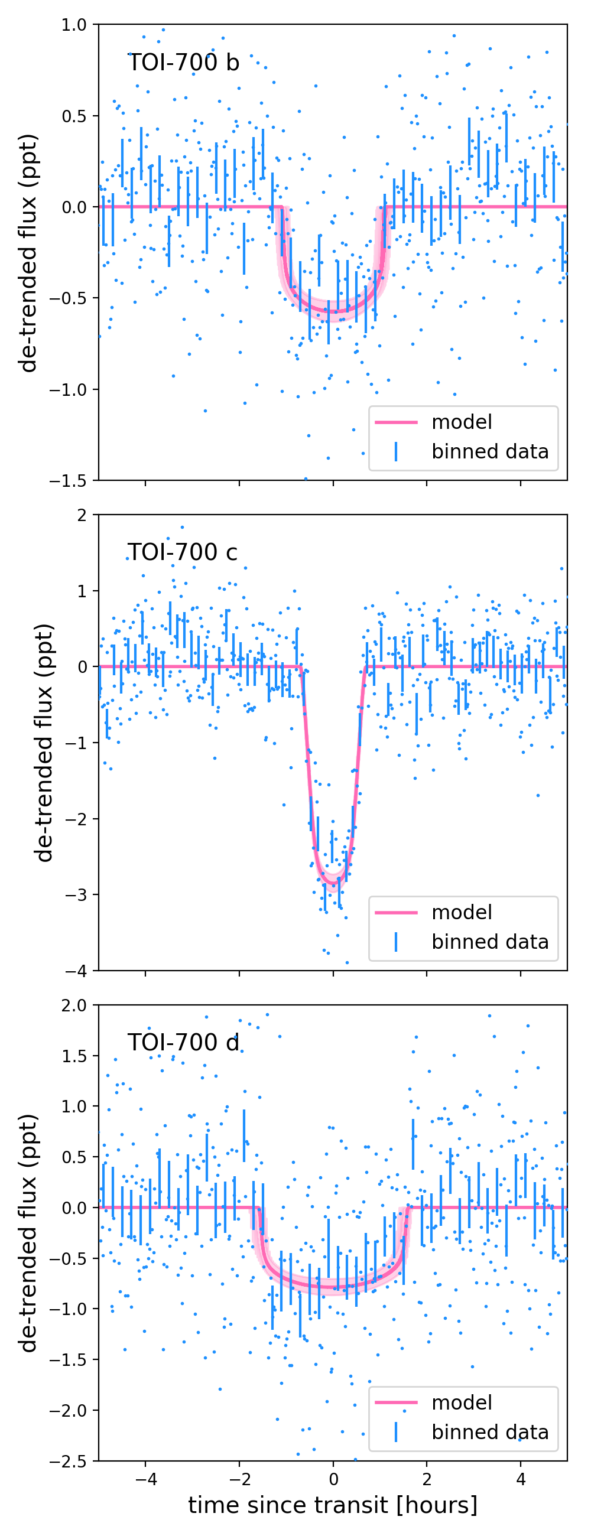 TOI-700 b
1.0
0.5
0.0
−0.5
−1.0
−1.5
de-trended flux (ppt)
model
binned data
TOI-700 c
2
1
0
−1
−2
−3
−4
de-trended flux (ppt)
model
binned data
TOI-700 d
2.0
1.5
1.0
0.5
0.0
−0.5
−1.0
−1.5
−2.0
−2.5
de-trended flux (ppt)
model
binned data
−4 −2 0 2 4
time since transit [hours]